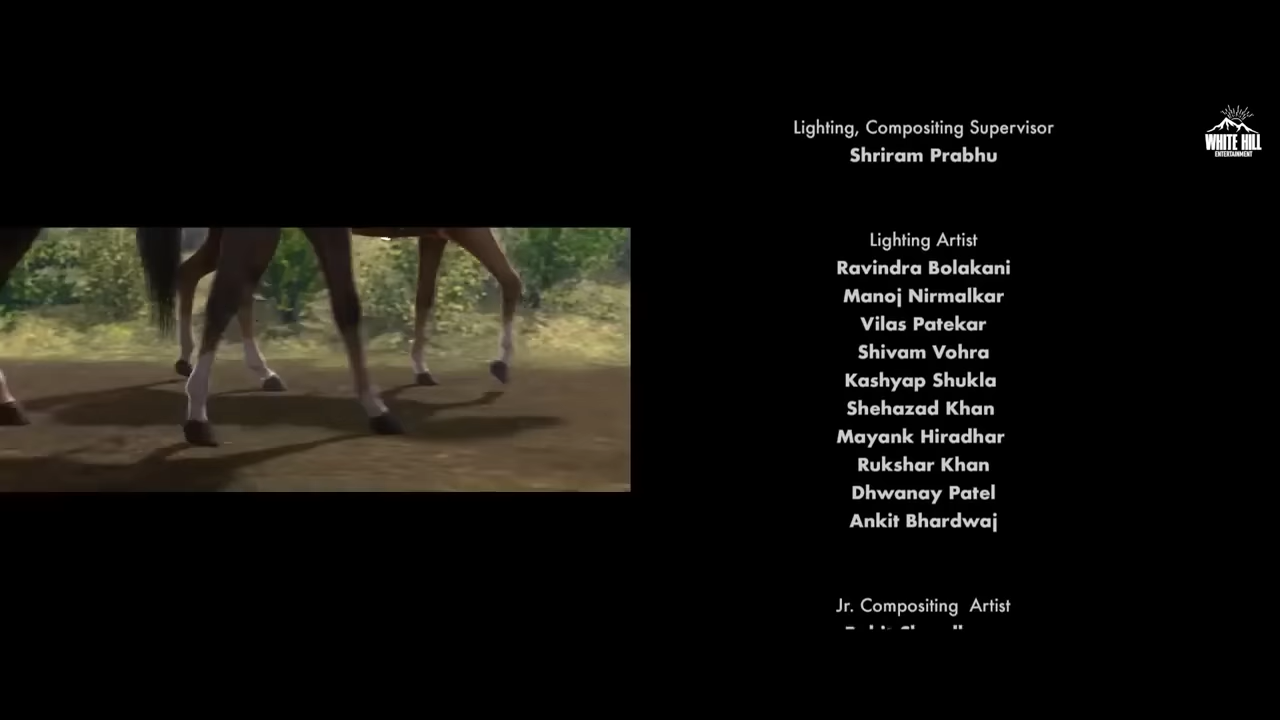 Lighting, Compositing Supervisor
Shriram Prabhu
WHITE HILL
ENTERTAINMENT
Lighting Artist
Ravindra Bolakani
Manoj Nirmalkar
Vilas Patekar
Shivam Vohra
Kashyap Shukla
Shehazad Khan
Mayank Hiradhar
Rukshar Khan
Dhwanay Patel
Ankit Bhardwaj
Jr. Compositing Artist